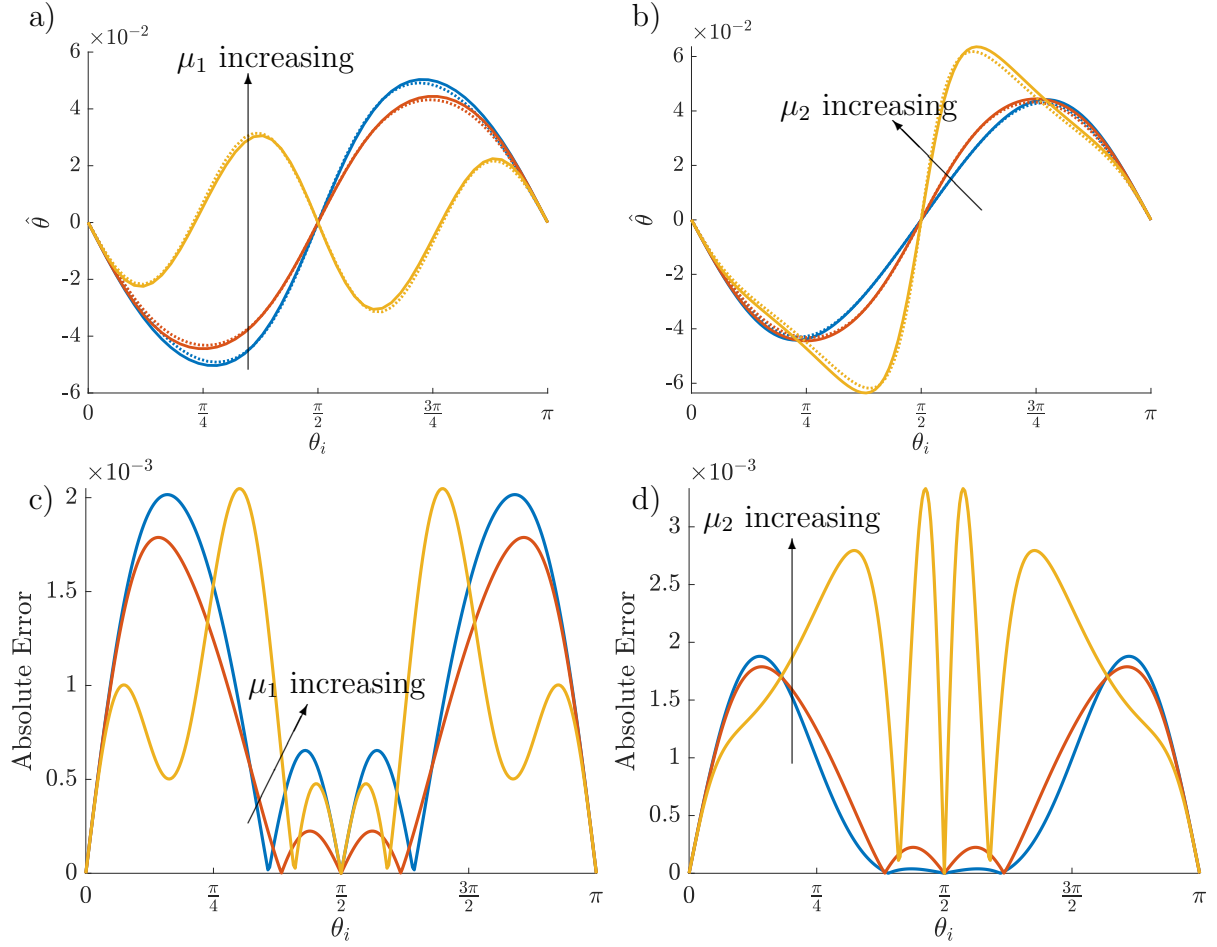 a)
×10⁻²
μ₁ increasing
6
4
2
0
-2
-4
-6
θ̂
0
π/4
π/2
3π/4
π
θᵢ
b)
×10⁻²
μ₂ increasing
6
4
2
0
-2
-4
-6
θ̂
0
π/4
π/2
3π/4
π
θᵢ
c)
×10⁻³
μ₁ increasing
2
1.5
1
0.5
0
Absolute Error
0
π/4
π/2
3π/2
π
θᵢ
d)
×10⁻³
μ₂ increasing
3
2.5
2
1.5
1
0.5
0
Absolute Error
0
π/4
π/2
3π/2
π
θᵢ